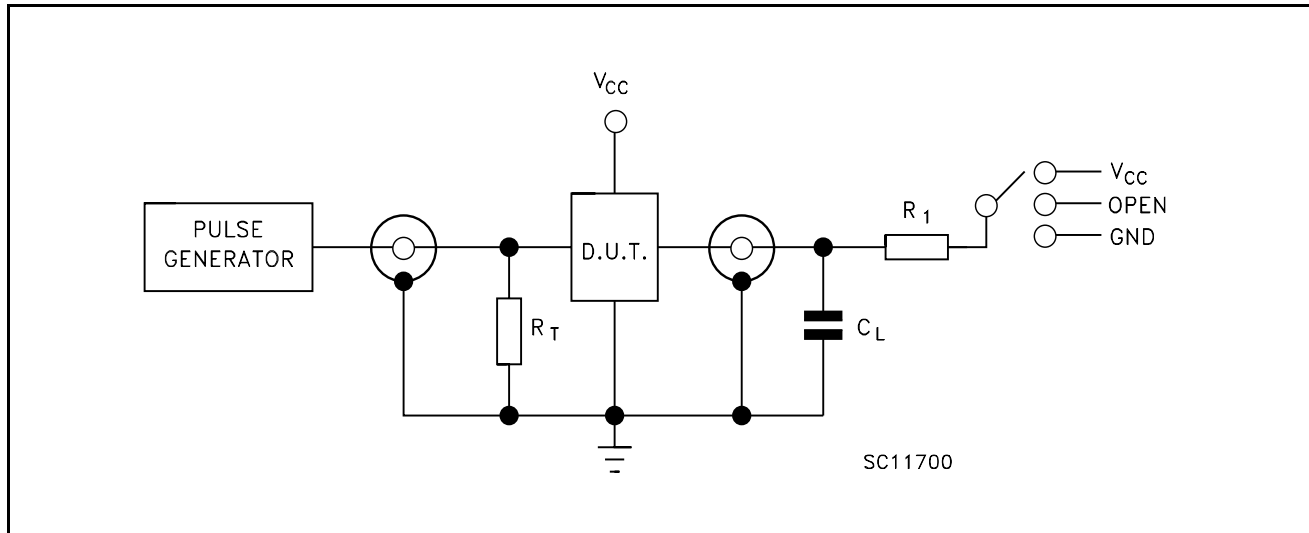 VCC
PULSE
GENERATOR
D.U.T.
RT
CL
R1
VCC
OPEN
GND
SC11700